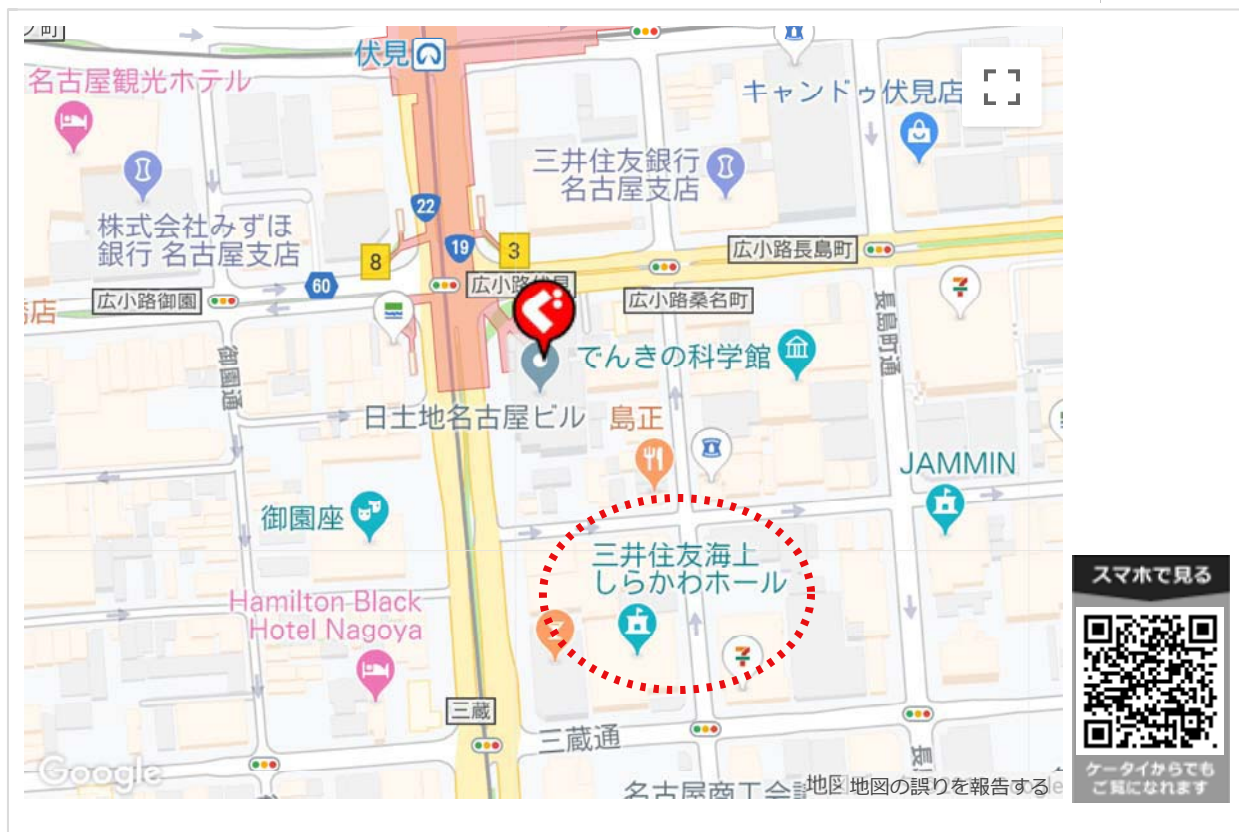 伏見
名古屋観光ホテル
キャンドゥ伏見店
三井住友銀行
名古屋支店
株式会社みずほ
銀行 名古屋支店
22
19
3
8
60
広小路長島町
広小路御園
広小路伏見
広小路桑名町
長島町通
御園通
でんきの科学館
日土地名古屋ビル
島正
JAMMIN
御園座
三井住友海上
しらかわホール
Hamilton Black
Hotel Nagoya
三蔵
三蔵通
Google
名古屋商工会
地図の誤りを報告する
スマホで見る
ケータイからでも
ご覧になれます